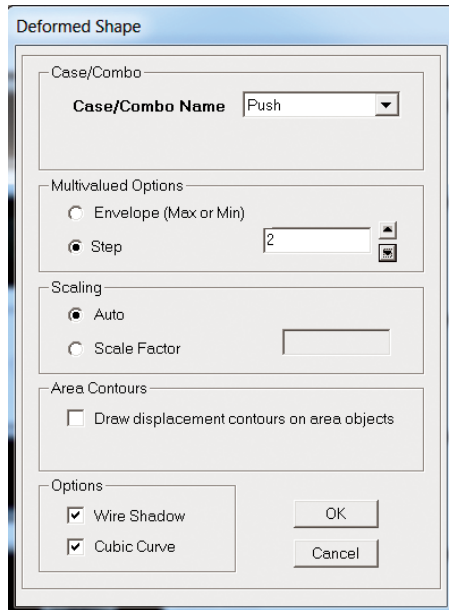 Deformed Shape
Case/Combo
Case/Combo Name Push
Multivalued Options
Envelope (Max or Min)
Step 2
Scaling
Auto
Scale Factor
Area Contours
Draw displacement contours on area objects
Options
Wire Shadow
Cubic Curve
OK
Cancel